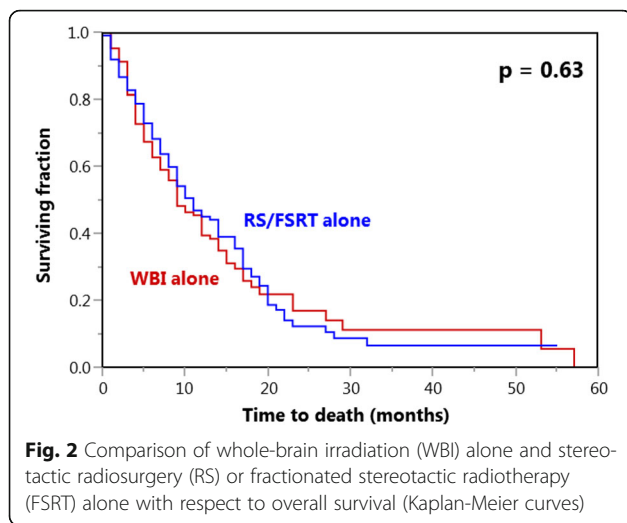 1.0
p = 0.63
0.8
0.6
Surviving fraction
RS/FSRT alone
0.4
WBI alone
0.2
0.0
0 10 20 30 40 50 60
Time to death (months)
Fig. 2 Comparison of whole-brain irradiation (WBI) alone and stereo-
tactic radiosurgery (RS) or fractionated stereotactic radiotherapy
(FSRT) alone with respect to overall survival (Kaplan-Meier curves)